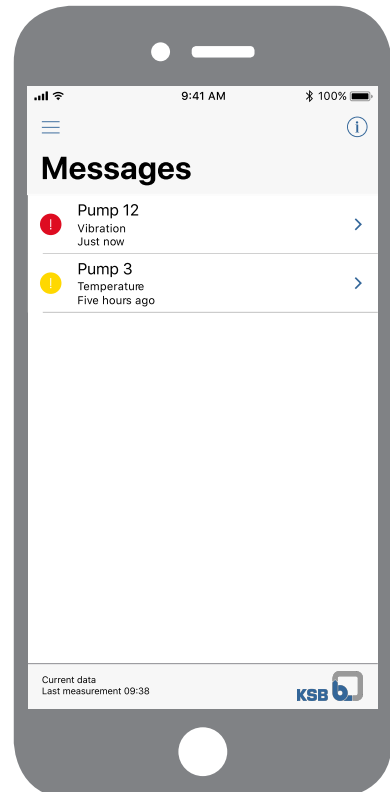 9:41 AM
100%
Messages
Pump 12
Vibration
Just now
Pump 3
Temperature
Five hours ago
Current data
Last measurement 09:38
KSB b.